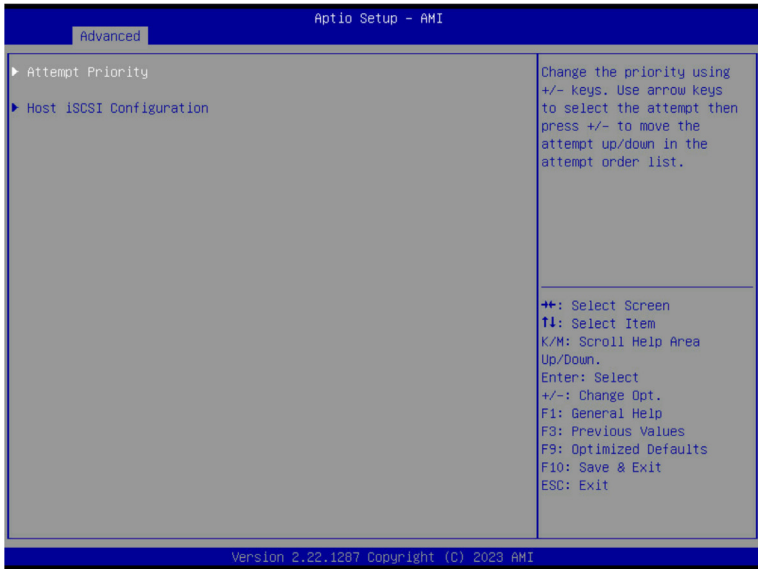 Aptio Setup – AMI
Advanced
▶ Attempt Priority
▶ Host iSCSI Configuration
Change the priority using
+/- keys. Use arrow keys
to select the attempt then
press +/- to move the
attempt up/down in the
attempt order list.
→←: Select Screen
↑↓: Select Item
K/M: Scroll Help Area
Up/Down.
Enter: Select
+/-: Change Opt.
F1: General Help
F3: Previous Values
F9: Optimized Defaults
F10: Save & Exit
ESC: Exit
Version 2.22.1287 Copyright (C) 2023 AMI